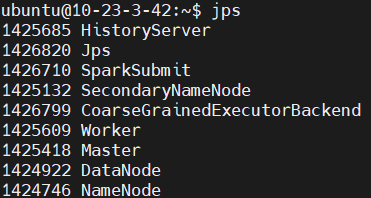 ubuntu@10-23-3-42:~$ jps
1425685 HistoryServer
1426820 Jps
1426710 SparkSubmit
1425132 SecondaryNameNode
1426799 CoarseGrainedExecutorBackend
1425609 Worker
1425418 Master
1424922 DataNode
1424746 NameNode